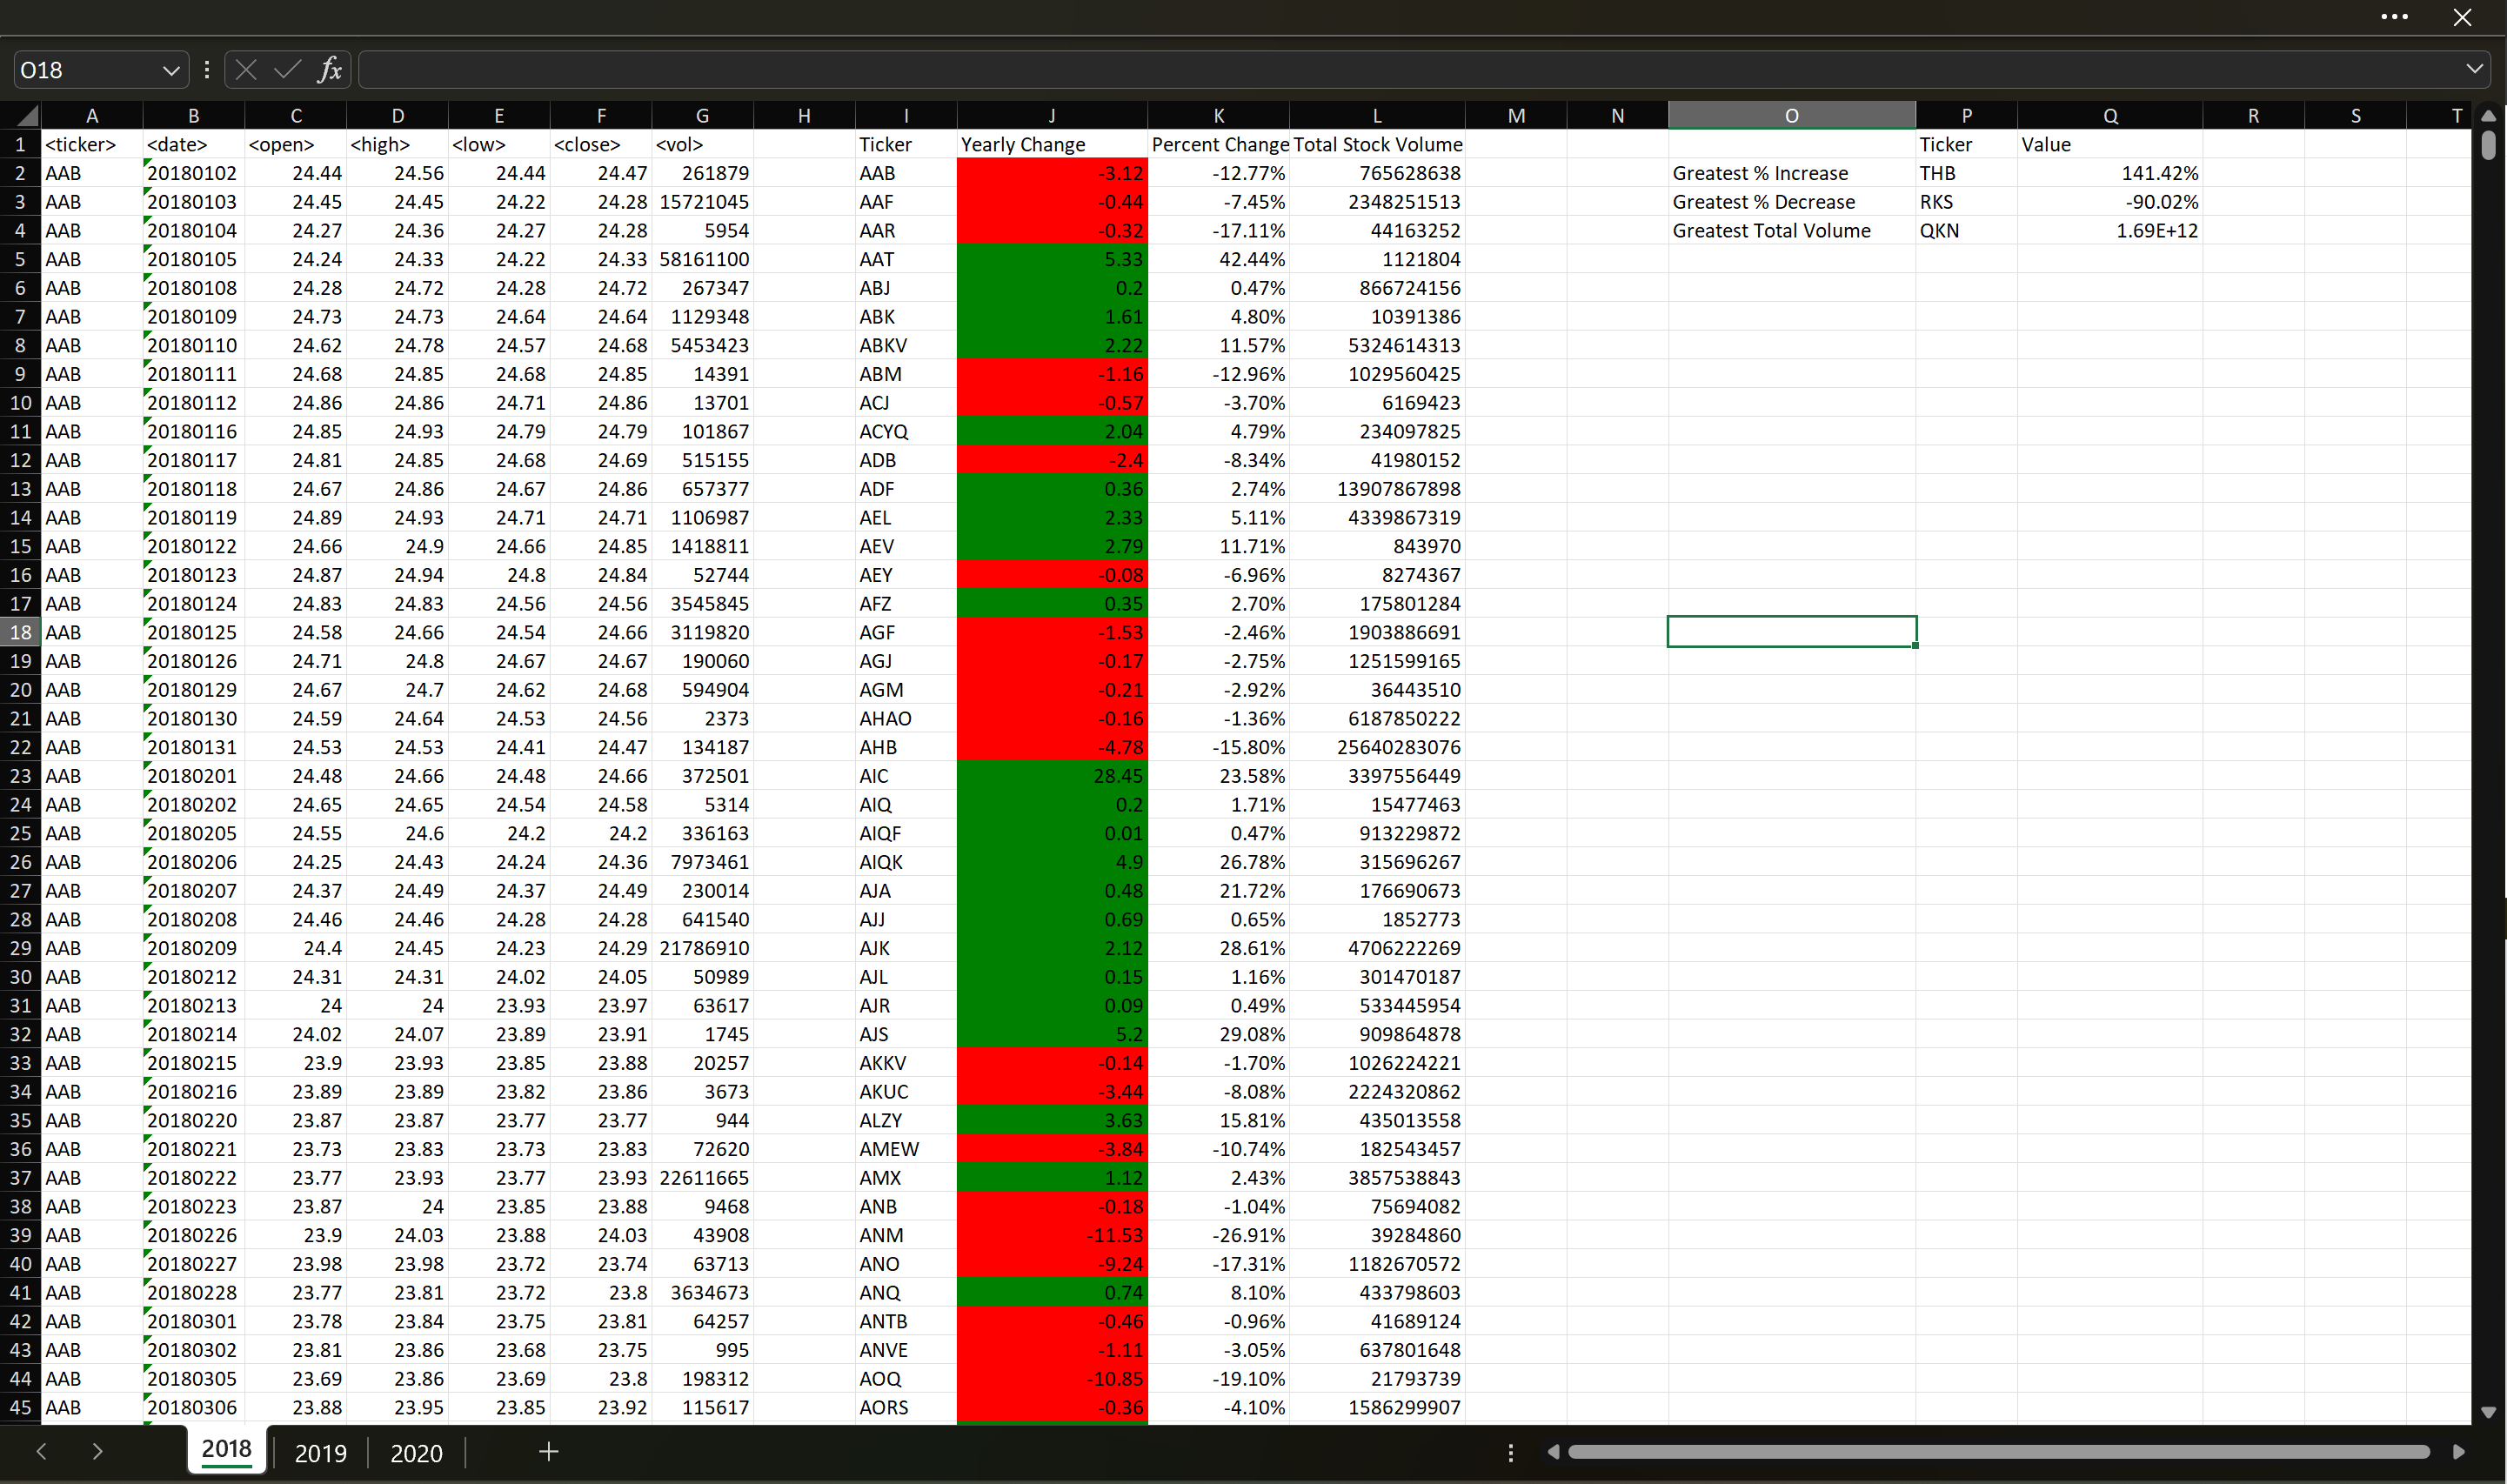 O18 fx
A B C D E F G H I J K L M N O P Q R S T
1 <ticker> <date> <open> <high> <low> <close> <vol> Ticker Yearly Change Percent Change Total Stock Volume Ticker Value
2 AAB 20180102 24.44 24.56 24.44 24.47 261879 AAB -3.12 -12.77% 765628638 Greatest % Increase THB 141.42%
3 AAB 20180103 24.45 24.45 24.22 24.28 15721045 AAF -0.44 -7.45% 2348251513 Greatest % Decrease RKS -90.02%
4 AAB 20180104 24.27 24.36 24.27 24.28 5954 AAR -0.32 -17.11% 44163252 Greatest Total Volume QKN 1.69E+12
5 AAB 20180105 24.24 24.33 24.22 24.33 58161100 AAT 5.33 42.44% 1121804
6 AAB 20180108 24.28 24.72 24.28 24.72 267347 ABJ 0.2 0.47% 866724156
7 AAB 20180109 24.73 24.73 24.64 24.64 1129348 ABK 1.61 4.80% 10391386
8 AAB 20180110 24.62 24.78 24.57 24.68 5453423 ABKV 2.22 11.57% 5324614313
9 AAB 20180111 24.68 24.85 24.68 24.85 14391 ABM -1.16 -12.96% 1029560425
10 AAB 20180112 24.86 24.86 24.71 24.86 13701 ACJ -0.57 -3.70% 6169423
11 AAB 20180116 24.85 24.93 24.79 24.79 101867 ACYQ 2.04 4.79% 234097825
12 AAB 20180117 24.81 24.85 24.68 24.69 515155 ADB -2.4 -8.34% 41980152
13 AAB 20180118 24.67 24.86 24.67 24.86 657377 ADF 0.36 2.74% 13907867898
14 AAB 20180119 24.89 24.93 24.71 24.71 1106987 AEL 2.33 5.11% 4339867319
15 AAB 20180122 24.66 24.9 24.66 24.85 1418811 AEV 2.79 11.71% 843970
16 AAB 20180123 24.87 24.94 24.8 24.84 52744 AEY -0.08 -6.96% 8274367
17 AAB 20180124 24.83 24.83 24.56 24.56 3545845 AFZ 0.35 2.70% 175801284
18 AAB 20180125 24.58 24.66 24.54 24.66 3119820 AGF -1.53 -2.46% 1903886691
19 AAB 20180126 24.71 24.8 24.67 24.67 190060 AGJ -0.17 -2.75% 1251599165
20 AAB 20180129 24.67 24.7 24.62 24.68 594904 AGM -0.21 -2.92% 36443510
21 AAB 20180130 24.59 24.64 24.53 24.56 2373 AHAO -0.16 -1.36% 6187850222
22 AAB 20180131 24.53 24.53 24.41 24.47 134187 AHB -4.78 -15.80% 25640283076
23 AAB 20180201 24.48 24.66 24.48 24.66 372501 AIC 28.45 23.58% 3397556449
24 AAB 20180202 24.65 24.65 24.54 24.58 5314 AIQ 0.2 1.71% 15477463
25 AAB 20180205 24.55 24.6 24.2 24.2 336163 AIQF 0.01 0.47% 913229872
26 AAB 20180206 24.25 24.43 24.24 24.36 7973461 AIQK 4.9 26.78% 315696267
27 AAB 20180207 24.37 24.49 24.37 24.49 230014 AJA 0.48 21.72% 176690673
28 AAB 20180208 24.46 24.46 24.28 24.28 641540 AJJ 0.69 0.65% 1852773
29 AAB 20180209 24.4 24.45 24.23 24.29 21786910 AJK 2.12 28.61% 4706222269
30 AAB 20180212 24.31 24.31 24.02 24.05 50989 AJL 0.15 1.16% 301470187
31 AAB 20180213 24 24 23.93 23.97 63617 AJR 0.09 0.49% 533445954
32 AAB 20180214 24.02 24.07 23.89 23.91 1745 AJS 5.2 29.08% 909864878
33 AAB 20180215 23.9 23.93 23.85 23.88 20257 AKKV -0.14 -1.70% 1026224221
34 AAB 20180216 23.89 23.89 23.82 23.86 3673 AKUC -3.44 -8.08% 2224320862
35 AAB 20180220 23.87 23.87 23.77 23.77 944 ALZY 3.63 15.81% 435013558
36 AAB 20180221 23.73 23.83 23.73 23.83 72620 AMEW -3.84 -10.74% 182543457
37 AAB 20180222 23.77 23.93 23.77 23.93 22611665 AMX 1.12 2.43% 3857538843
38 AAB 20180223 23.87 24 23.85 23.88 9468 ANB -0.18 -1.04% 75694082
39 AAB 20180226 23.9 24.03 23.88 24.03 43908 ANM -11.53 -26.91% 39284860
40 AAB 20180227 23.98 23.98 23.72 23.74 63713 ANO -9.24 -17.31% 1182670572
41 AAB 20180228 23.77 23.81 23.72 23.8 3634673 ANQ 0.74 8.10% 433798603
42 AAB 20180301 23.78 23.84 23.75 23.81 64257 ANTB -0.46 -0.96% 41689124
43 AAB 20180302 23.81 23.86 23.68 23.75 995 ANVE -1.11 -3.05% 637801648
44 AAB 20180305 23.69 23.86 23.69 23.8 198312 AOQ -10.85 -19.10% 21793739
45 AAB 20180306 23.88 23.95 23.85 23.92 115617 AORS -0.36 -4.10% 1586299907
2018 2019 2020